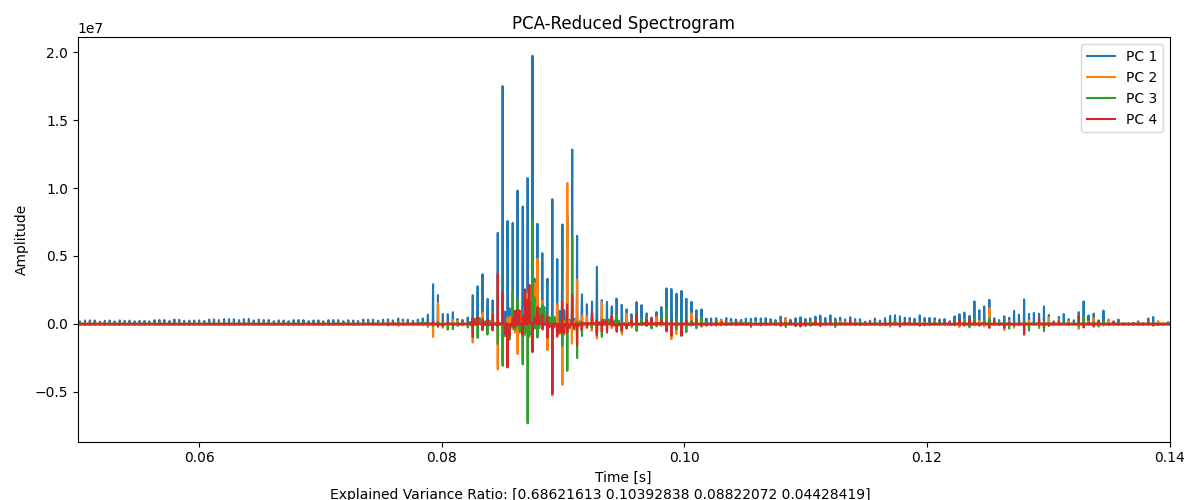 PCA-Reduced Spectrogram
1e7
2.0
1.5
1.0
0.5
0.0
−0.5
Amplitude
PC 1
PC 2
PC 3
PC 4
0.06
0.08
0.10
0.12
0.14
Time [s]
Explained Variance Ratio: [0.68621613 0.10392838 0.08822072 0.04428419]